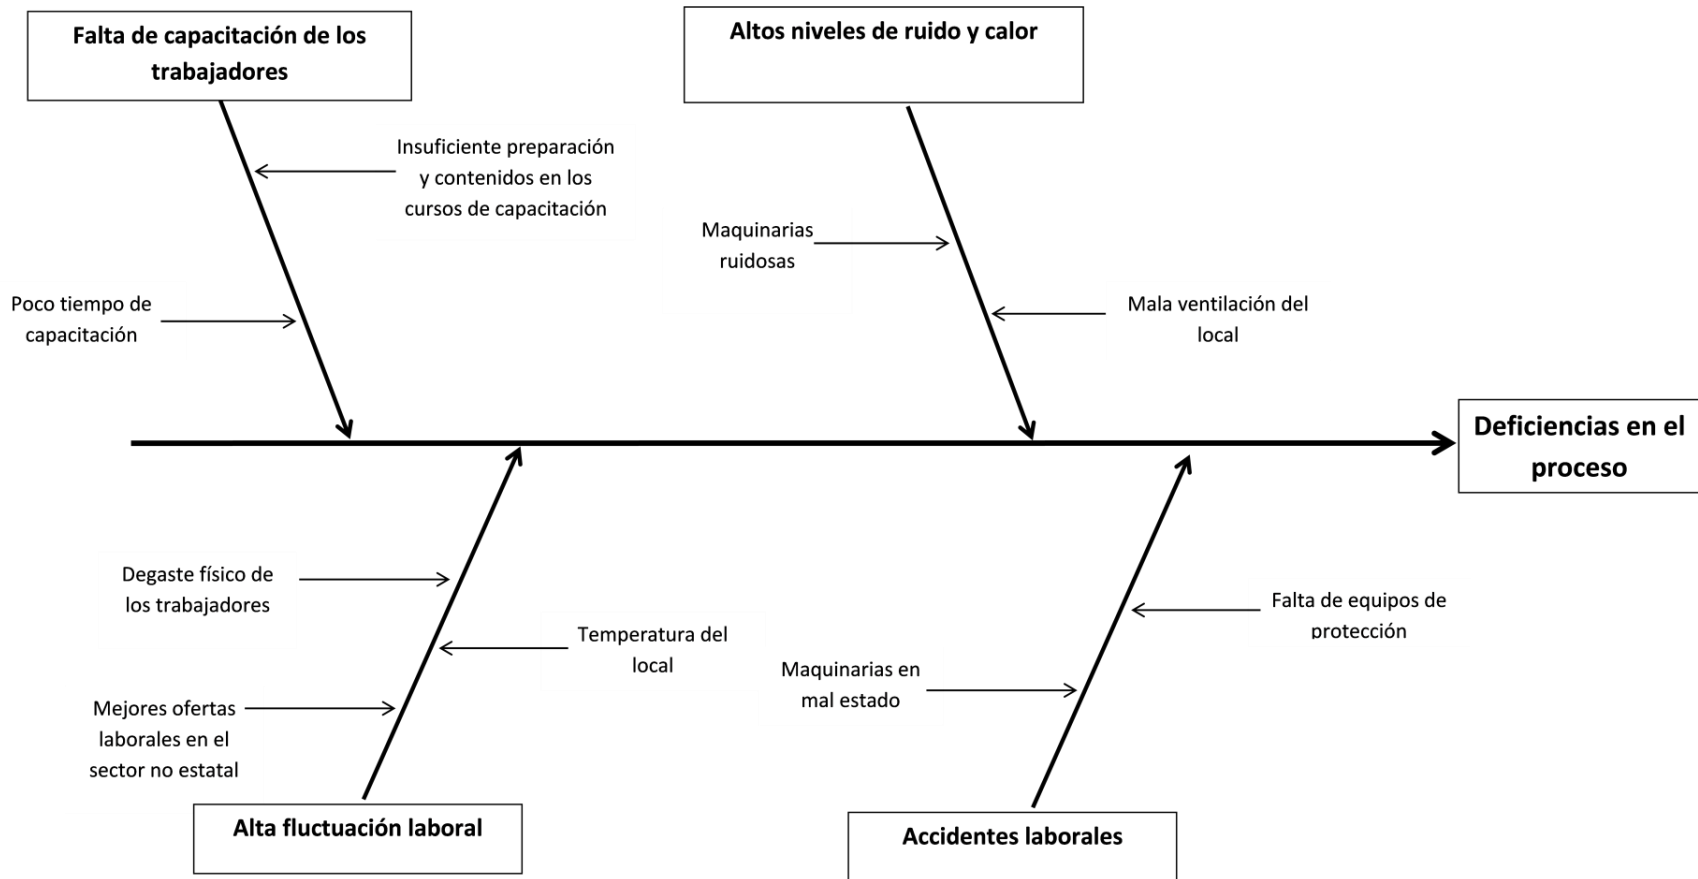 Falta de capacitación de los
trabajadores
Altos niveles de ruido y calor
Insuficiente preparación
y contenidos en los
cursos de capacitación
Maquinarias
ruidosas
Poco tiempo de
capacitación
Mala ventilación del
local
Deficiencias en el
proceso
Degaste físico de
los trabajadores
Temperatura del
local
Falta de equipos de
protección
Maquinarias en
mal estado
Mejores ofertas
laborales en el
sector no estatal
Alta fluctuación laboral
Accidentes laborales